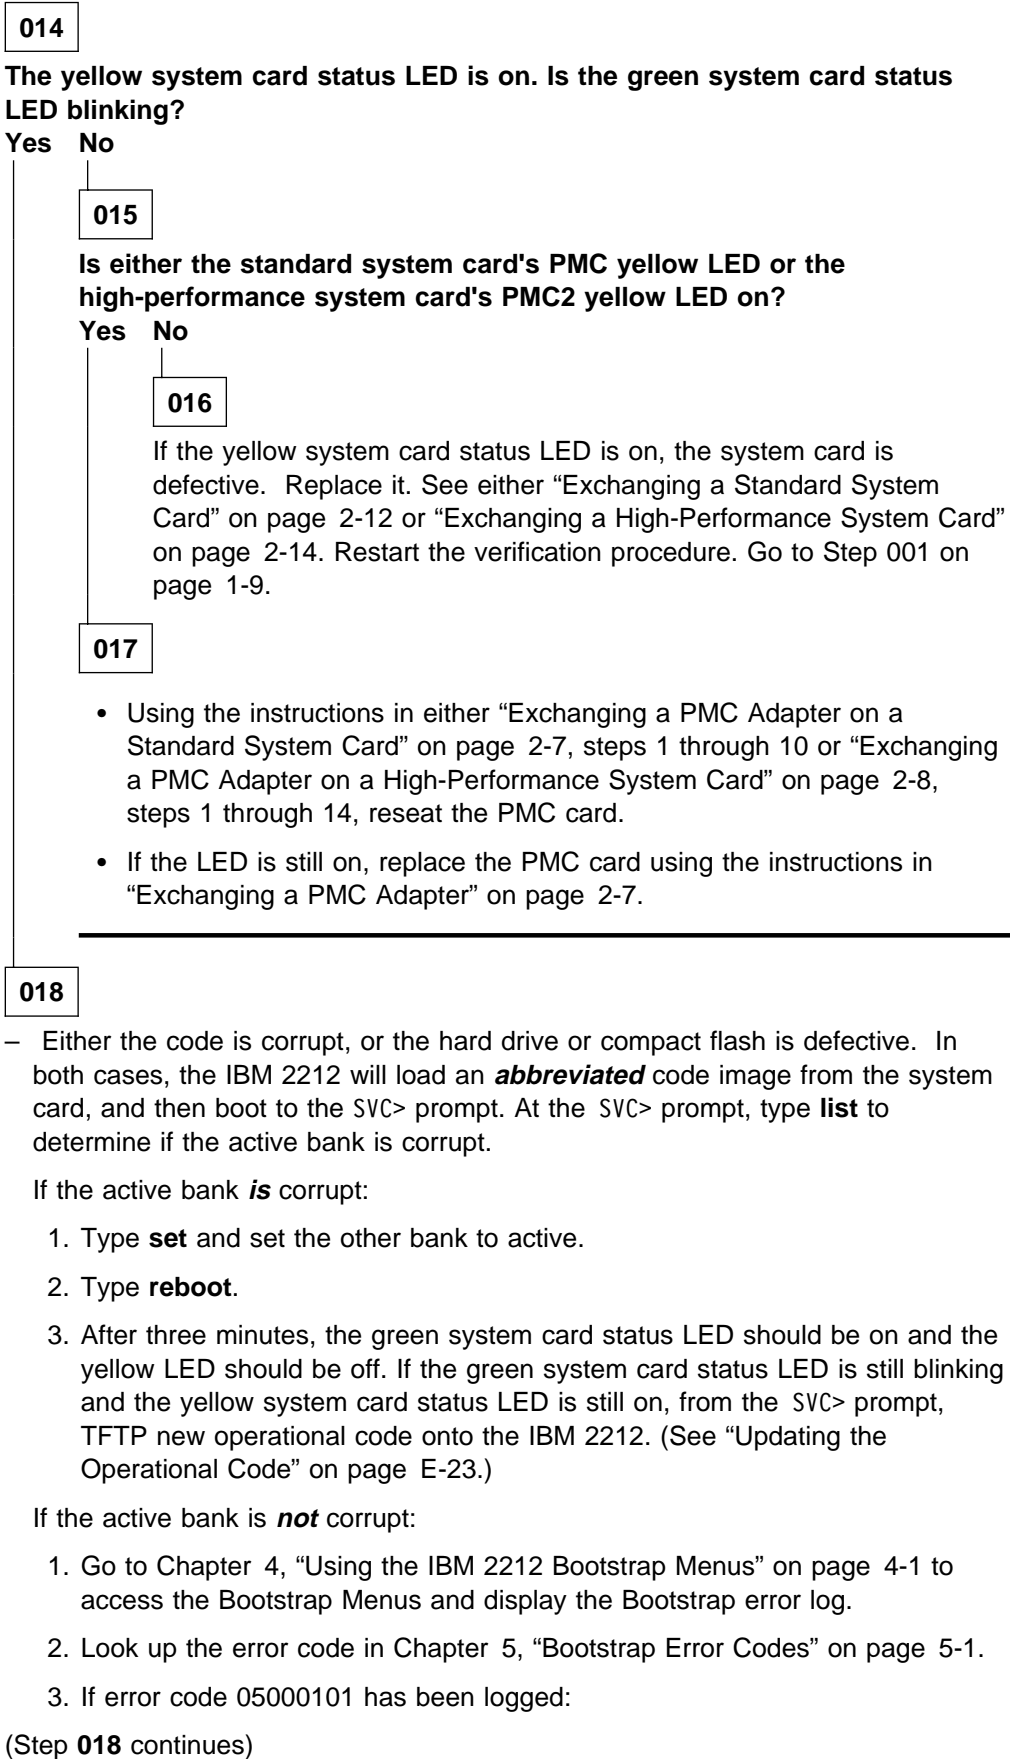 014
The yellow system card status LED is on. Is the green system card status
LED blinking?
Yes No
015
Is either the standard system card's PMC yellow LED or the
high-performance system card's PMC2 yellow LED on?
Yes No
016
If the yellow system card status LED is on, the system card is
defective. Replace it. See either “Exchanging a Standard System
Card” on page 2-12 or “Exchanging a High-Performance System Card”
on page 2-14. Restart the verification procedure. Go to Step 001 on
page 1-9.
017
• Using the instructions in either “Exchanging a PMC Adapter on a
Standard System Card” on page 2-7, steps 1 through 10 or “Exchanging
a PMC Adapter on a High-Performance System Card” on page 2-8,
steps 1 through 14, reseat the PMC card.
• If the LED is still on, replace the PMC card using the instructions in
“Exchanging a PMC Adapter” on page 2-7.
018
– Either the code is corrupt, or the hard drive or compact flash is defective. In
both cases, the IBM 2212 will load an abbreviated code image from the system
card, and then boot to the SVC> prompt. At the SVC> prompt, type list to
determine if the active bank is corrupt.
If the active bank is corrupt:
1. Type set and set the other bank to active.
2. Type reboot.
3. After three minutes, the green system card status LED should be on and the
yellow LED should be off. If the green system card status LED is still blinking
and the yellow system card status LED is still on, from the SVC> prompt,
TFTP new operational code onto the IBM 2212. (See “Updating the
Operational Code” on page E-23.)
If the active bank is not corrupt:
1. Go to Chapter 4, “Using the IBM 2212 Bootstrap Menus” on page 4-1 to
access the Bootstrap Menus and display the Bootstrap error log.
2. Look up the error code in Chapter 5, “Bootstrap Error Codes” on page 5-1.
3. If error code 05000101 has been logged:
(Step 018 continues)